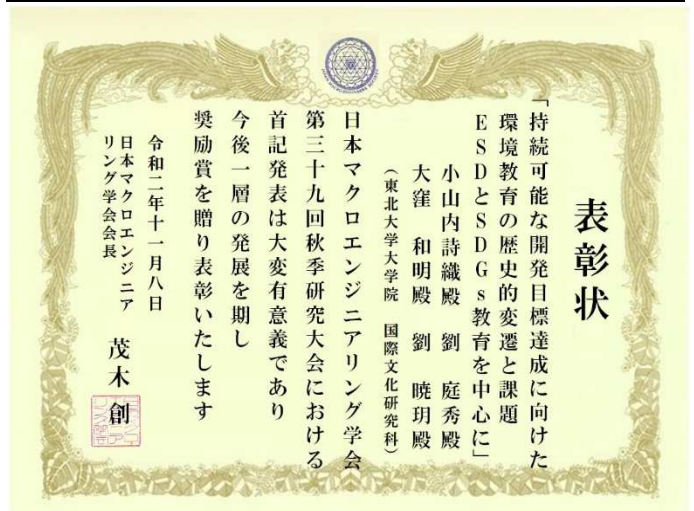 表彰状
「持続可能な開発目標達成に向けた
環境教育の歴史的変遷と課題
ESDとSDGs教育を中心に」
小山内詩織殿 劉 庭秀殿
大窪 和明殿 劉 暁玥殿
(東北大学大学院 国際文化研究科)
日本マクロエンジニアリング学会
第三十九回秋季研究大会における
首記発表は大変有意義であり
今後一層の発展を期し
奨励賞を贈り表彰いたします
令和二年十一月八日
日本マクロエンジニア
リング学会会長
茂木 創